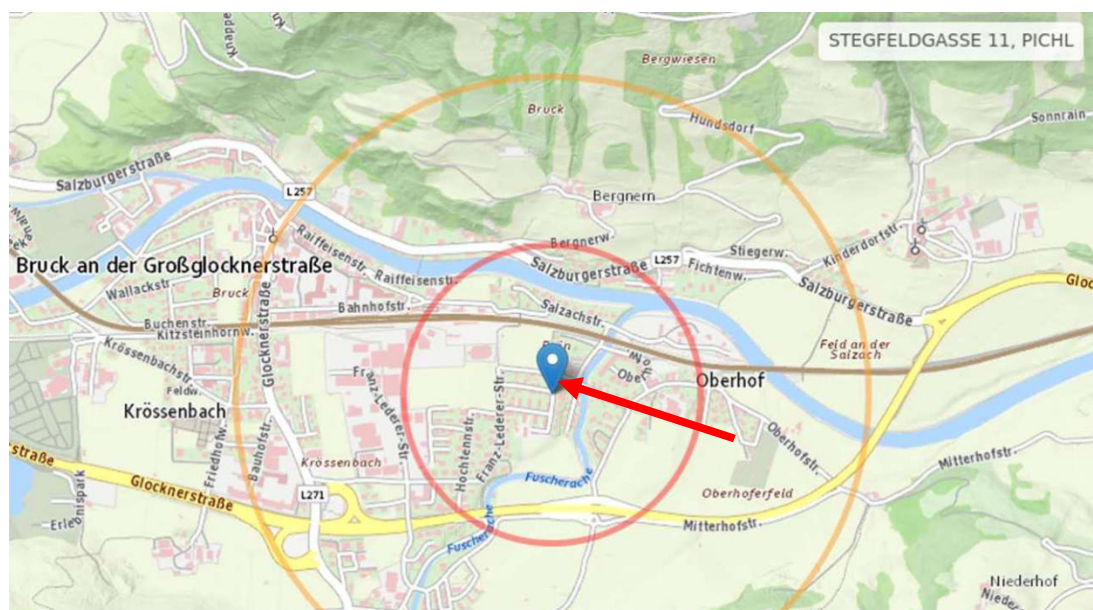 STEGFELDGASSE 11, PICHL
Bergwiesen
Bruck
Hundsdorf
Sonnrain
Salzburgerstraße
L257
Bergnern
Kinderdorfstr.
Raiffeisenstr.
Bergnerw.
Stiegerw.
Bruck an der Großglocknerstraße
Raiffeisenstr.
Salzburgerstraße
L257
Fichtenw.
Salzburgerstraße
Wallackstr.
Bruck
Bahnhofstr.
Salzachstr.
Buchenstr.
Kitzsteinhornw.
Glocknerstraße
Krössenbachstr.
Feld an der
Salzach
Feldw.
Franz-Lederer-Str.
Franz-Lederer-Str.
Oberhof
Krössenbach
Friedhofw.
Bauhofstr.
Hochtennstr.
Krössenbach
Oberhofstr.
Mitterhofstr.
Glocknerstraße
L271
Fuscherache
Oberhoferfeld
Mitterhofstr.
Fuscherache
Niederhof